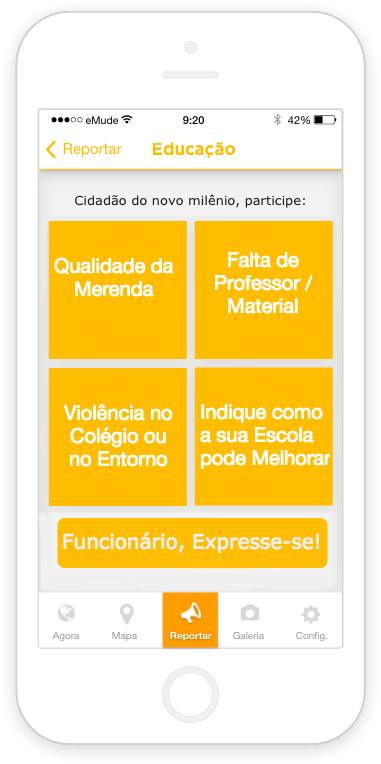 eMude 9:20 42%
Reportar Educação
Cidadão do novo milênio, participe:
Qualidade da
Merenda
Falta de
Professor /
Material
Violência no
Colégio ou
no Entorno
Indique como
a sua Escola
pode Melhorar
Funcionário, Expresse-se!
Agora Mapa Reportar Galeria Config.